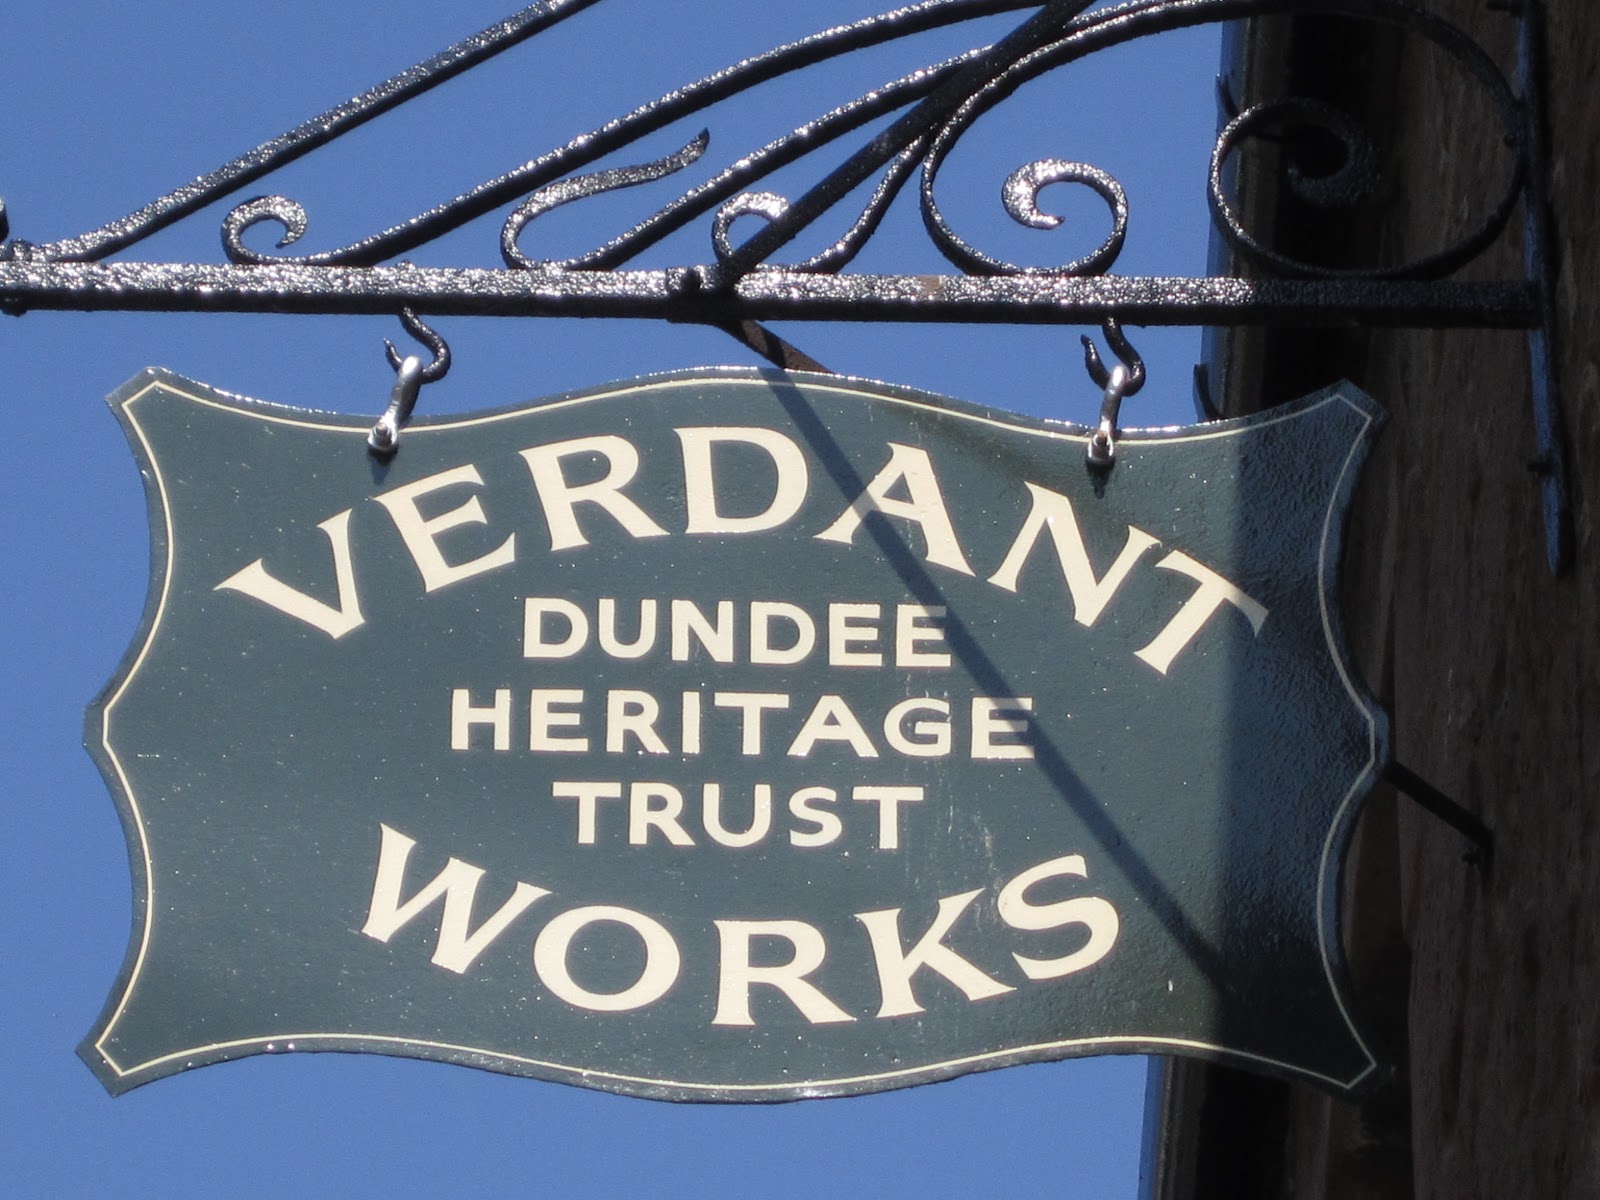 VERDANT
DUNDEE
HERITAGE
TRUST
WORKS